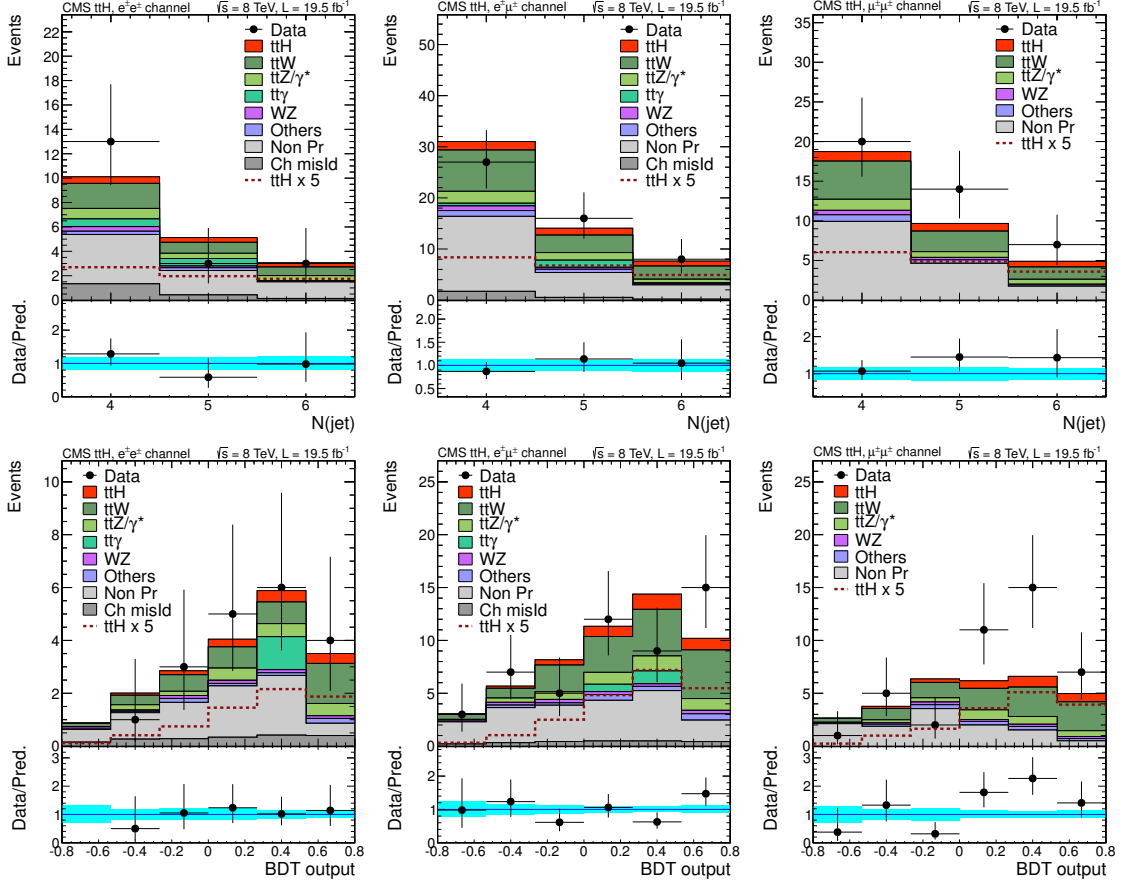 CMS ttH, e±e± channel √s = 8 TeV, L = 19.5 fb⁻¹
Events
22
20
18
16
14
12
10
8
6
4
2
0
Data
ttH
ttW
ttZ/γ*
ttγ
WZ
Others
Non Pr
Ch misId
ttH x 5
Data/Pred.
2
1
0
4 5 6
N(jet)
CMS ttH, e±μ± channel √s = 8 TeV, L = 19.5 fb⁻¹
Events
50
40
30
20
10
0
Data
ttH
ttW
ttZ/γ*
ttγ
WZ
Others
Non Pr
Ch misId
ttH x 5
Data/Pred.
2.0
1.5
1.0
0.5
4 5 6
N(jet)
CMS ttH, μ±μ± channel √s = 8 TeV, L = 19.5 fb⁻¹
Events
35
30
25
20
15
10
5
0
Data
ttH
ttW
ttZ/γ*
WZ
Others
Non Pr
ttH x 5
Data/Pred.
2
1
4 5 6
N(jet)
CMS ttH, e±e± channel √s = 8 TeV, L = 19.5 fb⁻¹
Events
10
8
6
4
2
0
Data
ttH
ttW
ttZ/γ*
ttγ
WZ
Others
Non Pr
Ch misId
ttH x 5
Data/Pred.
3
2
1
0
-0.8 -0.6 -0.4 -0.2 0 0.2 0.4 0.6 0.8
BDT output
CMS ttH, e±μ± channel √s = 8 TeV, L = 19.5 fb⁻¹
Events
25
20
15
10
5
0
Data
ttH
ttW
ttZ/γ*
ttγ
WZ
Others
Non Pr
Ch misId
ttH x 5
Data/Pred.
2
1
0
-0.8 -0.6 -0.4 -0.2 0 0.2 0.4 0.6 0.8
BDT output
CMS ttH, μ±μ± channel √s = 8 TeV, L = 19.5 fb⁻¹
Events
25
20
15
10
5
0
Data
ttH
ttW
ttZ/γ*
WZ
Others
Non Pr
ttH x 5
Data/Pred.
3
2
1
0
-0.8 -0.6 -0.4 -0.2 0 0.2 0.4 0.6 0.8
BDT output